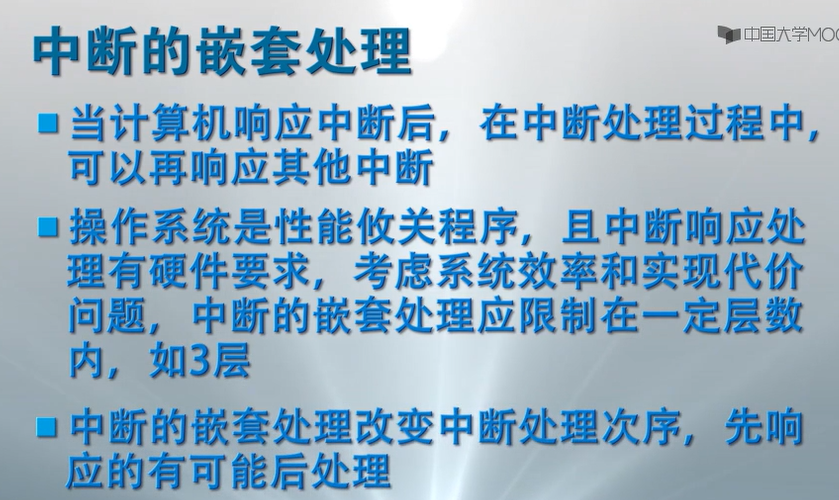 中断的嵌套处理
中国大学MOO
当计算机响应中断后，在中断处理过程中，
可以再响应其他中断
操作系统是性能攸关程序，且中断响应处
理有硬件要求，考虑系统效率和实现代价
问题，中断的嵌套处理应限制在一定层数
内，如3层
中断的嵌套处理改变中断处理次序，先响
应的有可能后处理